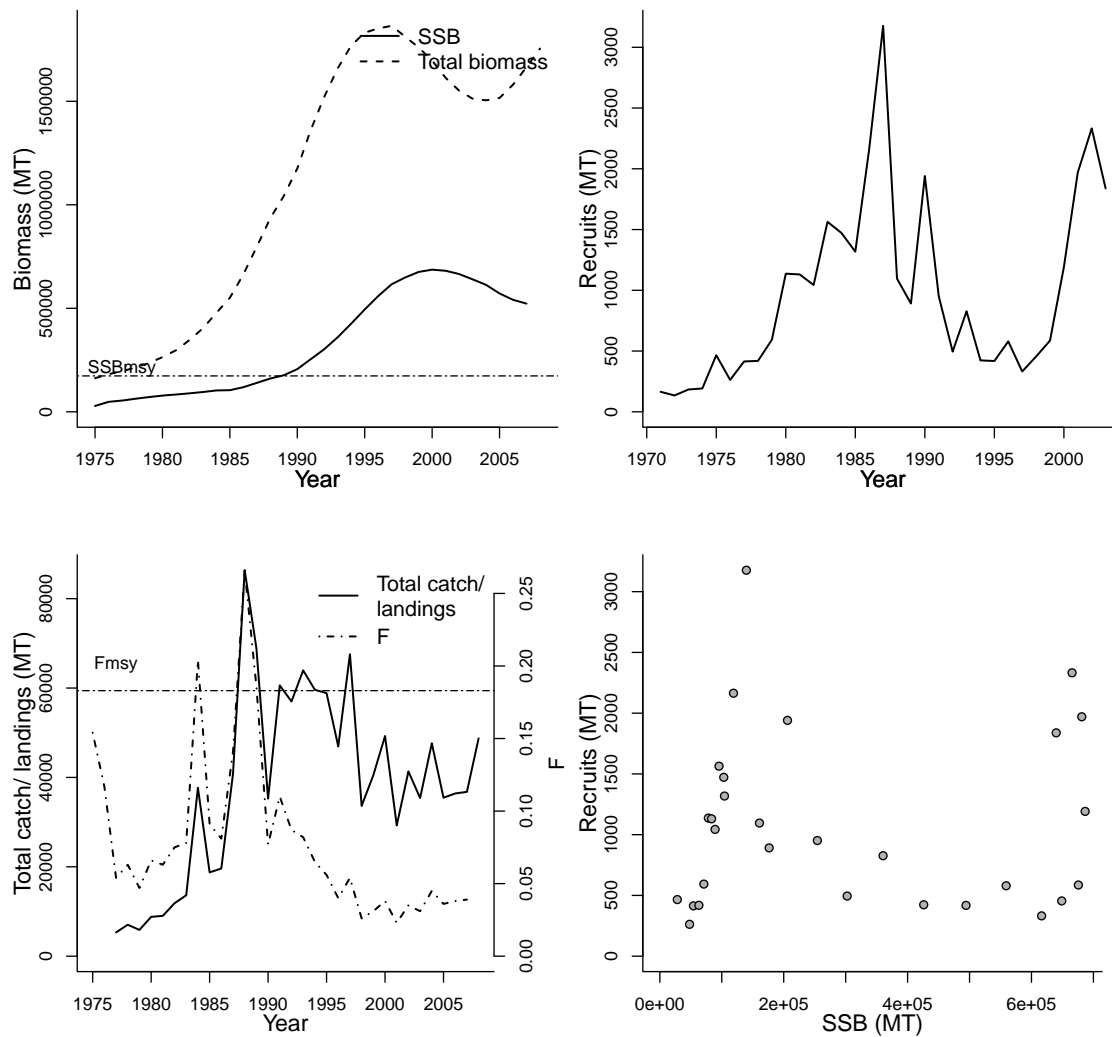 SSB
Total biomass
SSBmsy
Biomass (MT)
0
500000
1000000
1500000
1975 1980 1985 1990 1995 2000 2005
Year
Recruits (MT)
0
500
1000
1500
2000
2500
3000
1970 1975 1980 1985 1990 1995 2000
Year
Total catch/
landings
F
Fmsy
Total catch/ landings (MT)
0
20000
40000
60000
80000
0.00
0.05
0.10
0.15
0.20
0.25
F
1975 1980 1985 1990 1995 2000 2005
Year
Recruits (MT)
0
500
1000
1500
2000
2500
3000
0e+00 2e+05 4e+05 6e+05
SSB (MT)